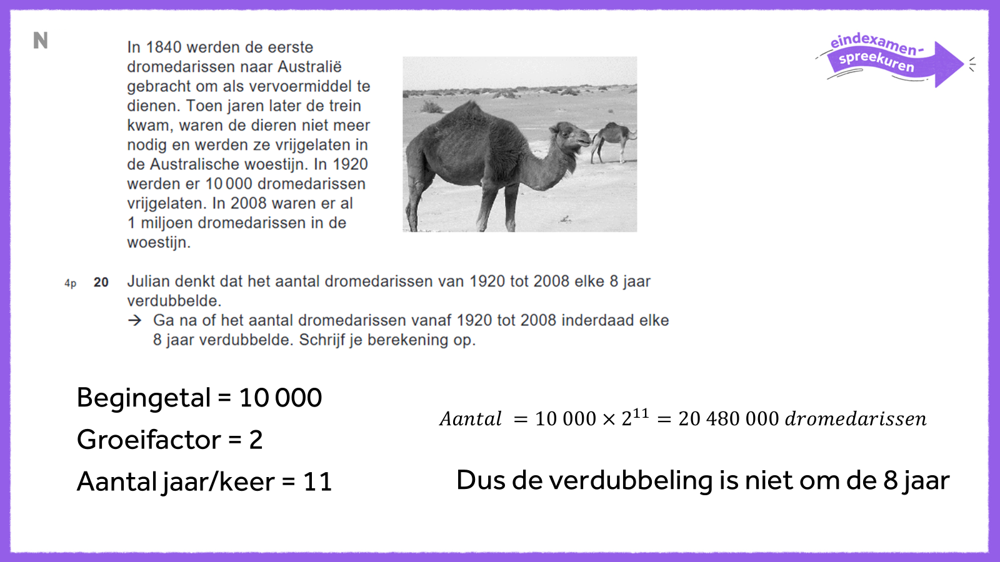 N
eindexamen-
spreekuren
In 1840 werden de eerste
dromedarissen naar Australië
gebracht om als vervoermiddel te
dienen. Toen jaren later de trein
kwam, waren de dieren niet meer
nodig en werden ze vrijgelaten in
de Australische woestijn. In 1920
werden er 10 000 dromedarissen
vrijgelaten. In 2008 waren er al
1 miljoen dromedarissen in de
woestijn.
4p 20 Julian denkt dat het aantal dromedarissen van 1920 tot 2008 elke 8 jaar
verdubbelde.
→ Ga na of het aantal dromedarissen vanaf 1920 tot 2008 inderdaad elke
8 jaar verdubbelde. Schrijf je berekening op.
Begingetal = 10 000
Groeifactor = 2
Aantal jaar/keer = 11
Aantal = 10 000 × 2¹¹ = 20 480 000 dromedarissen
Dus de verdubbeling is niet om de 8 jaar